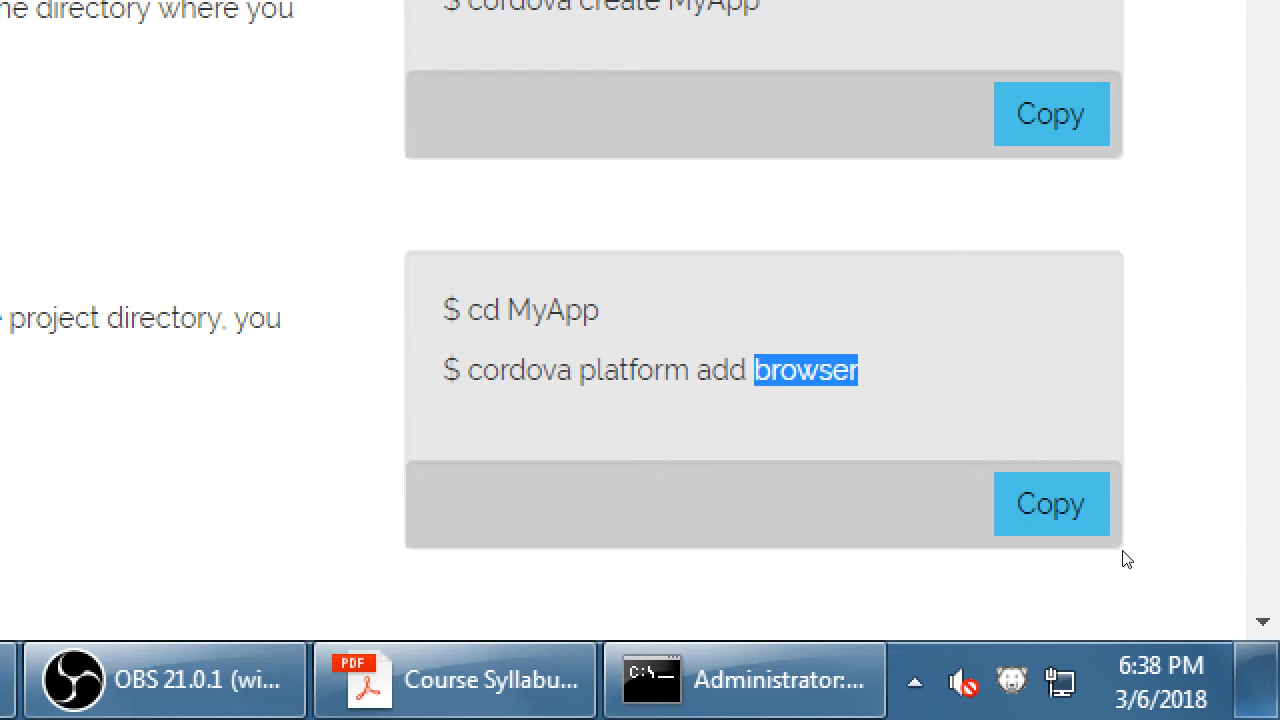 ne directory where you
$ cordova create MyApp
Copy
$ cd MyApp
project directory, you
$ cordova platform add browser
Copy
OBS 21.0.1 (wi...
PDF
Course Syllabu...
C:\
Administrator:...
6:38 PM
3/6/2018